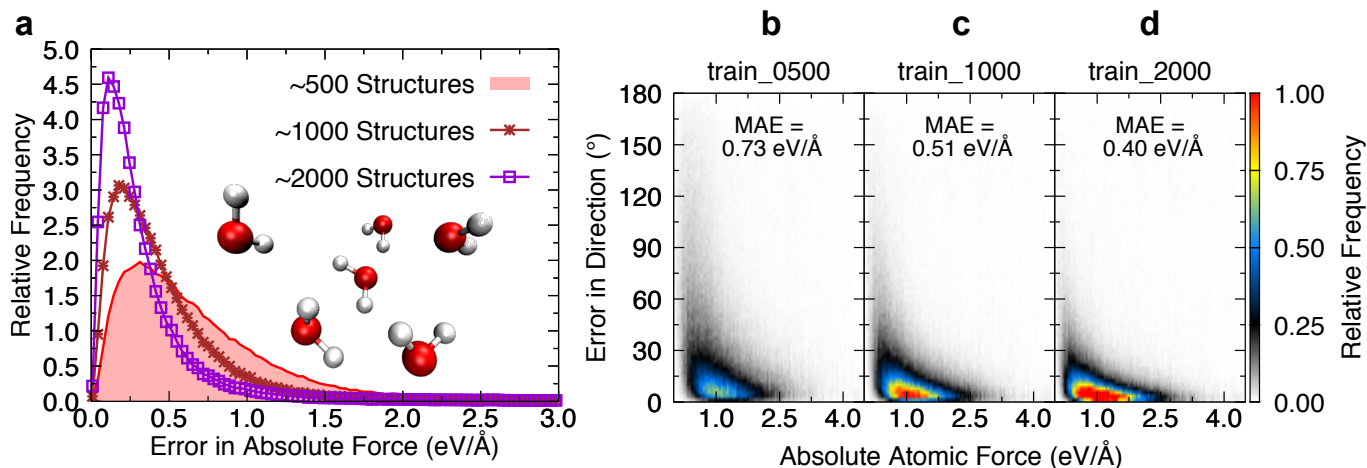 a
5.0
4.5
4.0
3.5
3.0
2.5
2.0
1.5
1.0
0.5
0.0
Relative Frequency
~500 Structures
~1000 Structures
~2000 Structures
0.0 0.5 1.0 1.5 2.0 2.5 3.0
Error in Absolute Force (eV/Å)
b c d
train_0500 train_1000 train_2000
180
150
120
90
60
30
0
Error in Direction (°)
MAE =
0.73 eV/Å
MAE =
0.51 eV/Å
MAE =
0.40 eV/Å
1.0 2.5 4.0 1.0 2.5 4.0 1.0 2.5 4.0
Absolute Atomic Force (eV/Å)
1.00
0.75
0.50
0.25
0.00
Relative Frequency